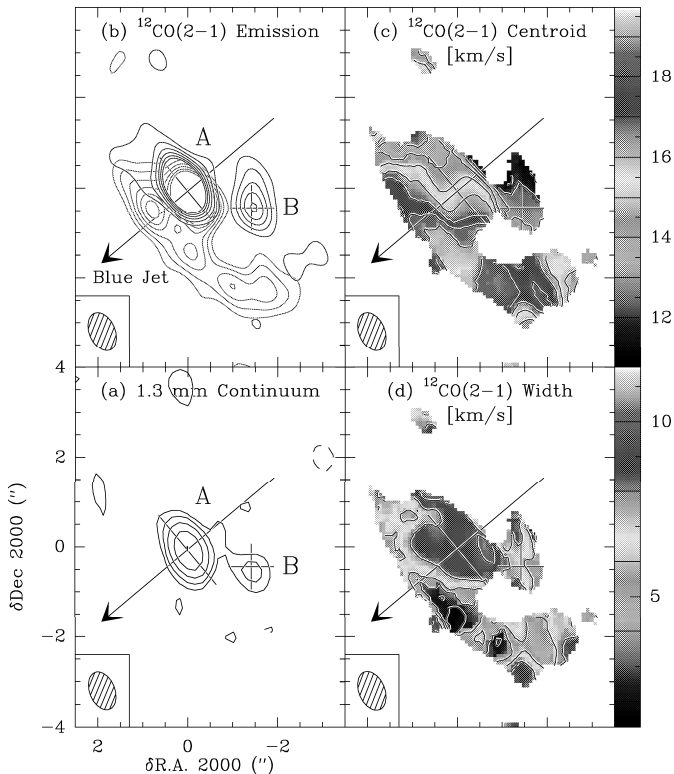 (b) ¹²CO(2−1) Emission
(c) ¹²CO(2−1) Centroid
[km/s]
A
B
Blue Jet
18
16
14
12
(a) 1.3 mm Continuum
(d) ¹²CO(2−1) Width
[km/s]
A
B
10
5
4
2
0
−2
−4
δDec 2000 (")
2 0 −2
δR.A. 2000 (")